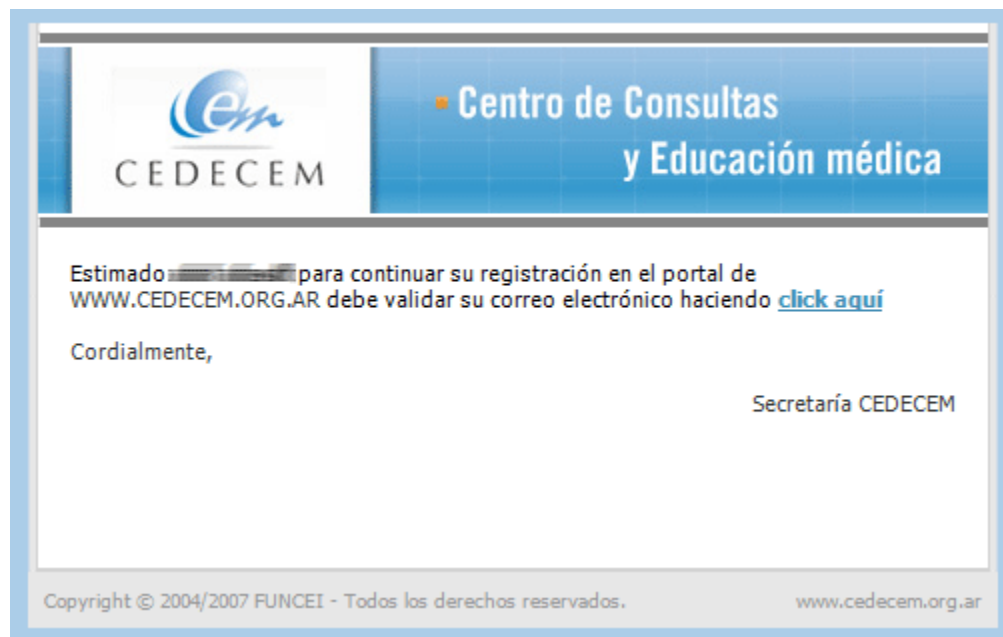 em
CEDECEM
Centro de Consultas
y Educación médica
Estimado para continuar su registración en el portal de
WWW.CEDECEM.ORG.AR debe validar su correo electrónico haciendo click aquí
Cordialmente,
Secretaría CEDECEM
Copyright © 2004/2007 FUNCEI - Todos los derechos reservados.
www.cedecem.org.ar